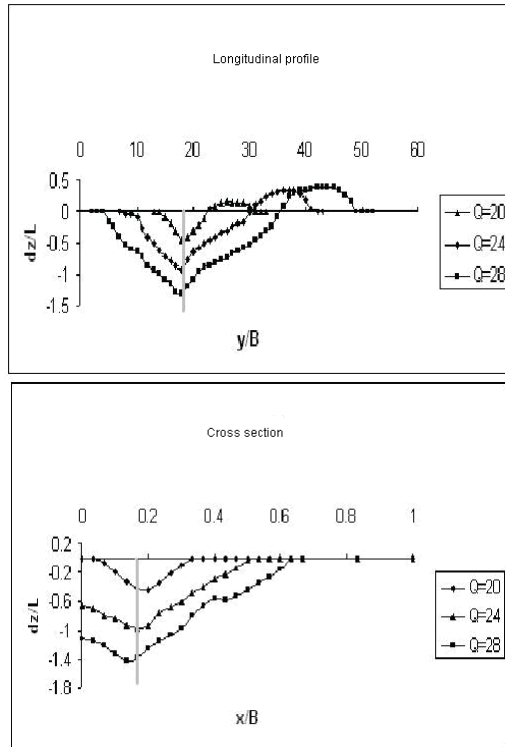 Longitudinal profile
0 10 20 30 40 50 60
0.5
0
-0.5
-1
-1.5
dz/L
y/B
Q=20
Q=24
Q=28
Cross section
0 0.2 0.4 0.6 0.8 1
0.2
-0.2
-0.6
-1
-1.4
-1.8
dz/L
x/B
Q=20
Q=24
Q=28